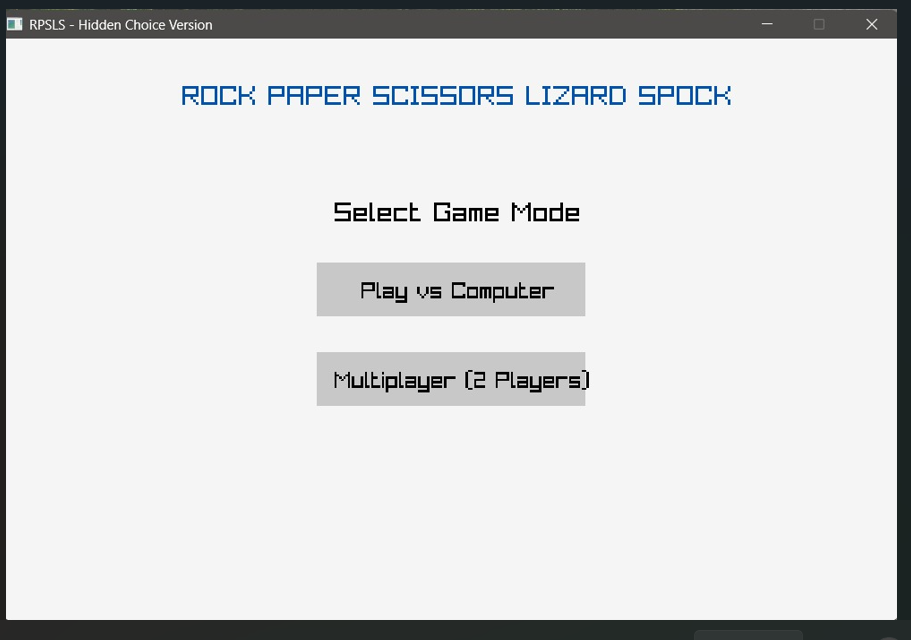 RPSLS - Hidden Choice Version
ROCK PAPER SCISSORS LIZARD SPOCK
Select Game Mode
Play vs Computer
Multiplayer (2 Players)